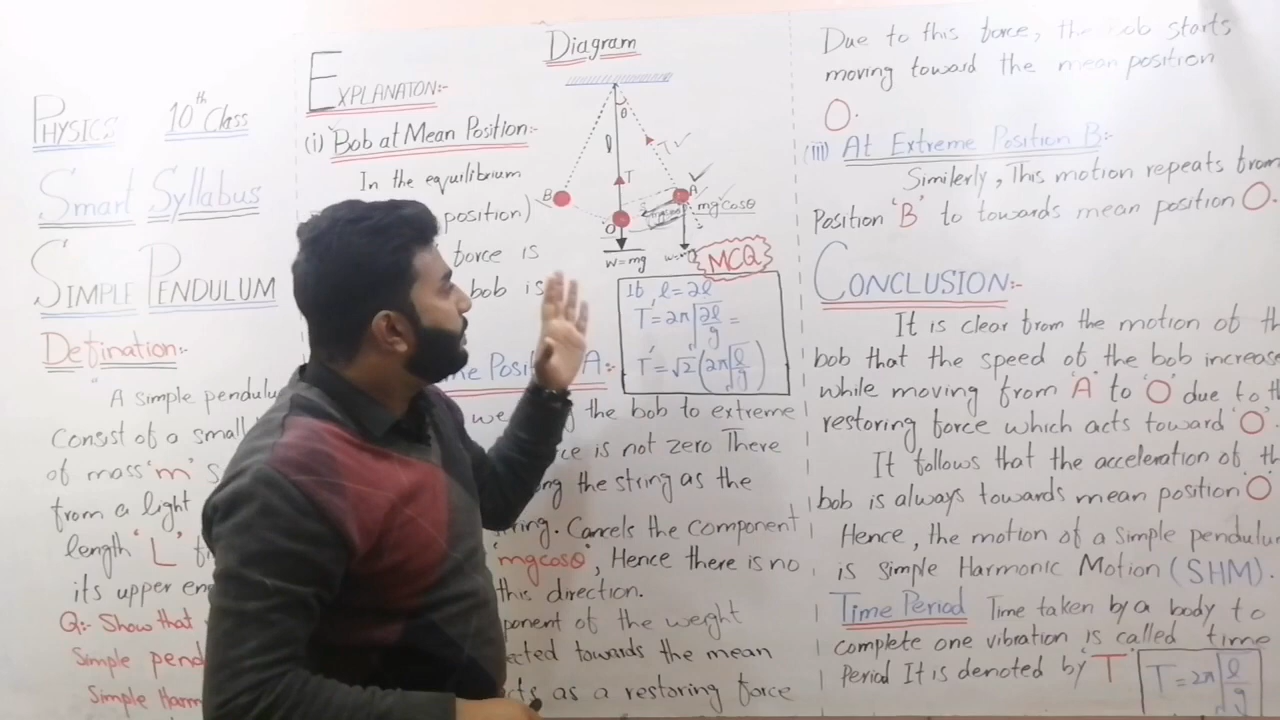 PHYSICS 10th Class
Smart Syllabus
SIMPLE PENDULUM
Defination:-
"A simple pendulu
Consist of a small
of mass 'm' s
from a light
length 'L' f
its upper en
Q:- Show that
Simple pend
Simple Harm
EXPLANATON:-
(i) Bob at Mean Position:-
In the equilibrium
position)
force is
bob is
me Posit A:-
we the bob to extreme
ce is not zero There
ng the string as the
ring. Cancels the component
'mgcosθ', Hence there is no
this direction.
ponent of the weight
ected towards the mean
cts as a restoring force
Diagram
θ
l
T
T
B
A
O
mgcosθ
w=mg
MCQ
If, l=2l
T'=2π√2l/g =
T'=√2(2π√l/g)
Due to this force, the bob starts
moving toward the mean position
O.
(iii) At Extreme Position B:-
Similerly, This motion repeats from
Position 'B' to towards mean position O.
CONCLUSION:-
It is clear from the motion of th
bob that the speed of the bob increase
while moving from 'A' to 'O' due to th
restoring force which acts toward 'O'.
It follows that the acceleration of th
bob is always towards mean position 'O'
Hence, the motion of a simple pendulum
is simple Harmonic Motion (SHM).
Time Period Time taken by a body to
complete one vibration is called time
Period It is denoted by 'T'
T=2π√l/g